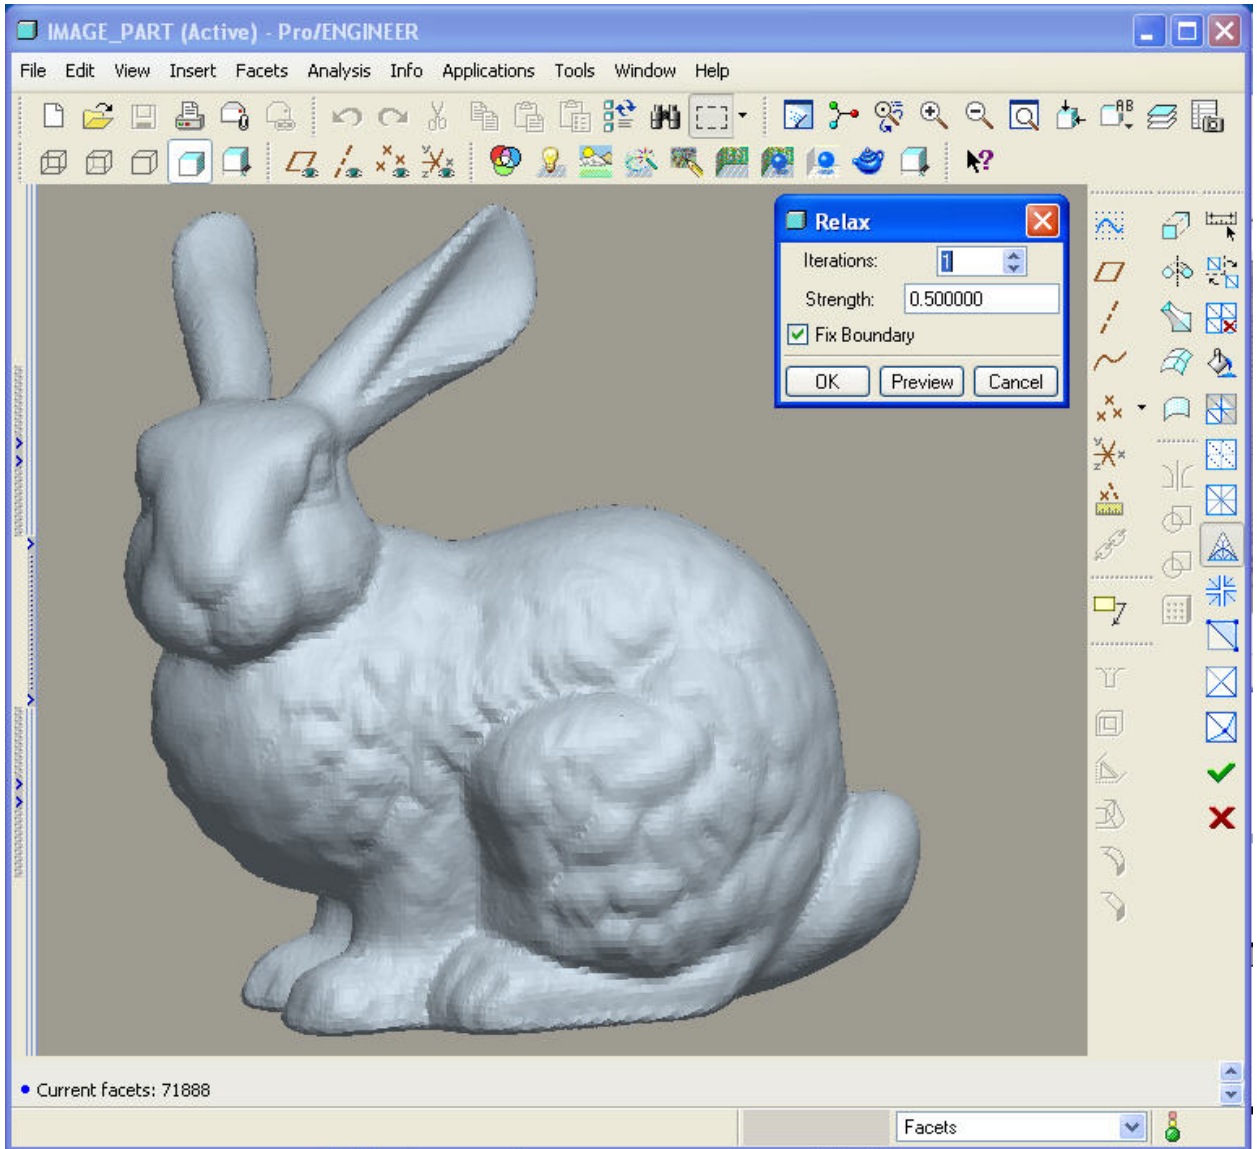 IMAGE_PART (Active) - Pro/ENGINEER
File Edit View Insert Facets Analysis Info Applications Tools Window Help
Relax
Iterations: 1
Strength: 0.500000
Fix Boundary
OK Preview Cancel
Current facets: 71888
Facets